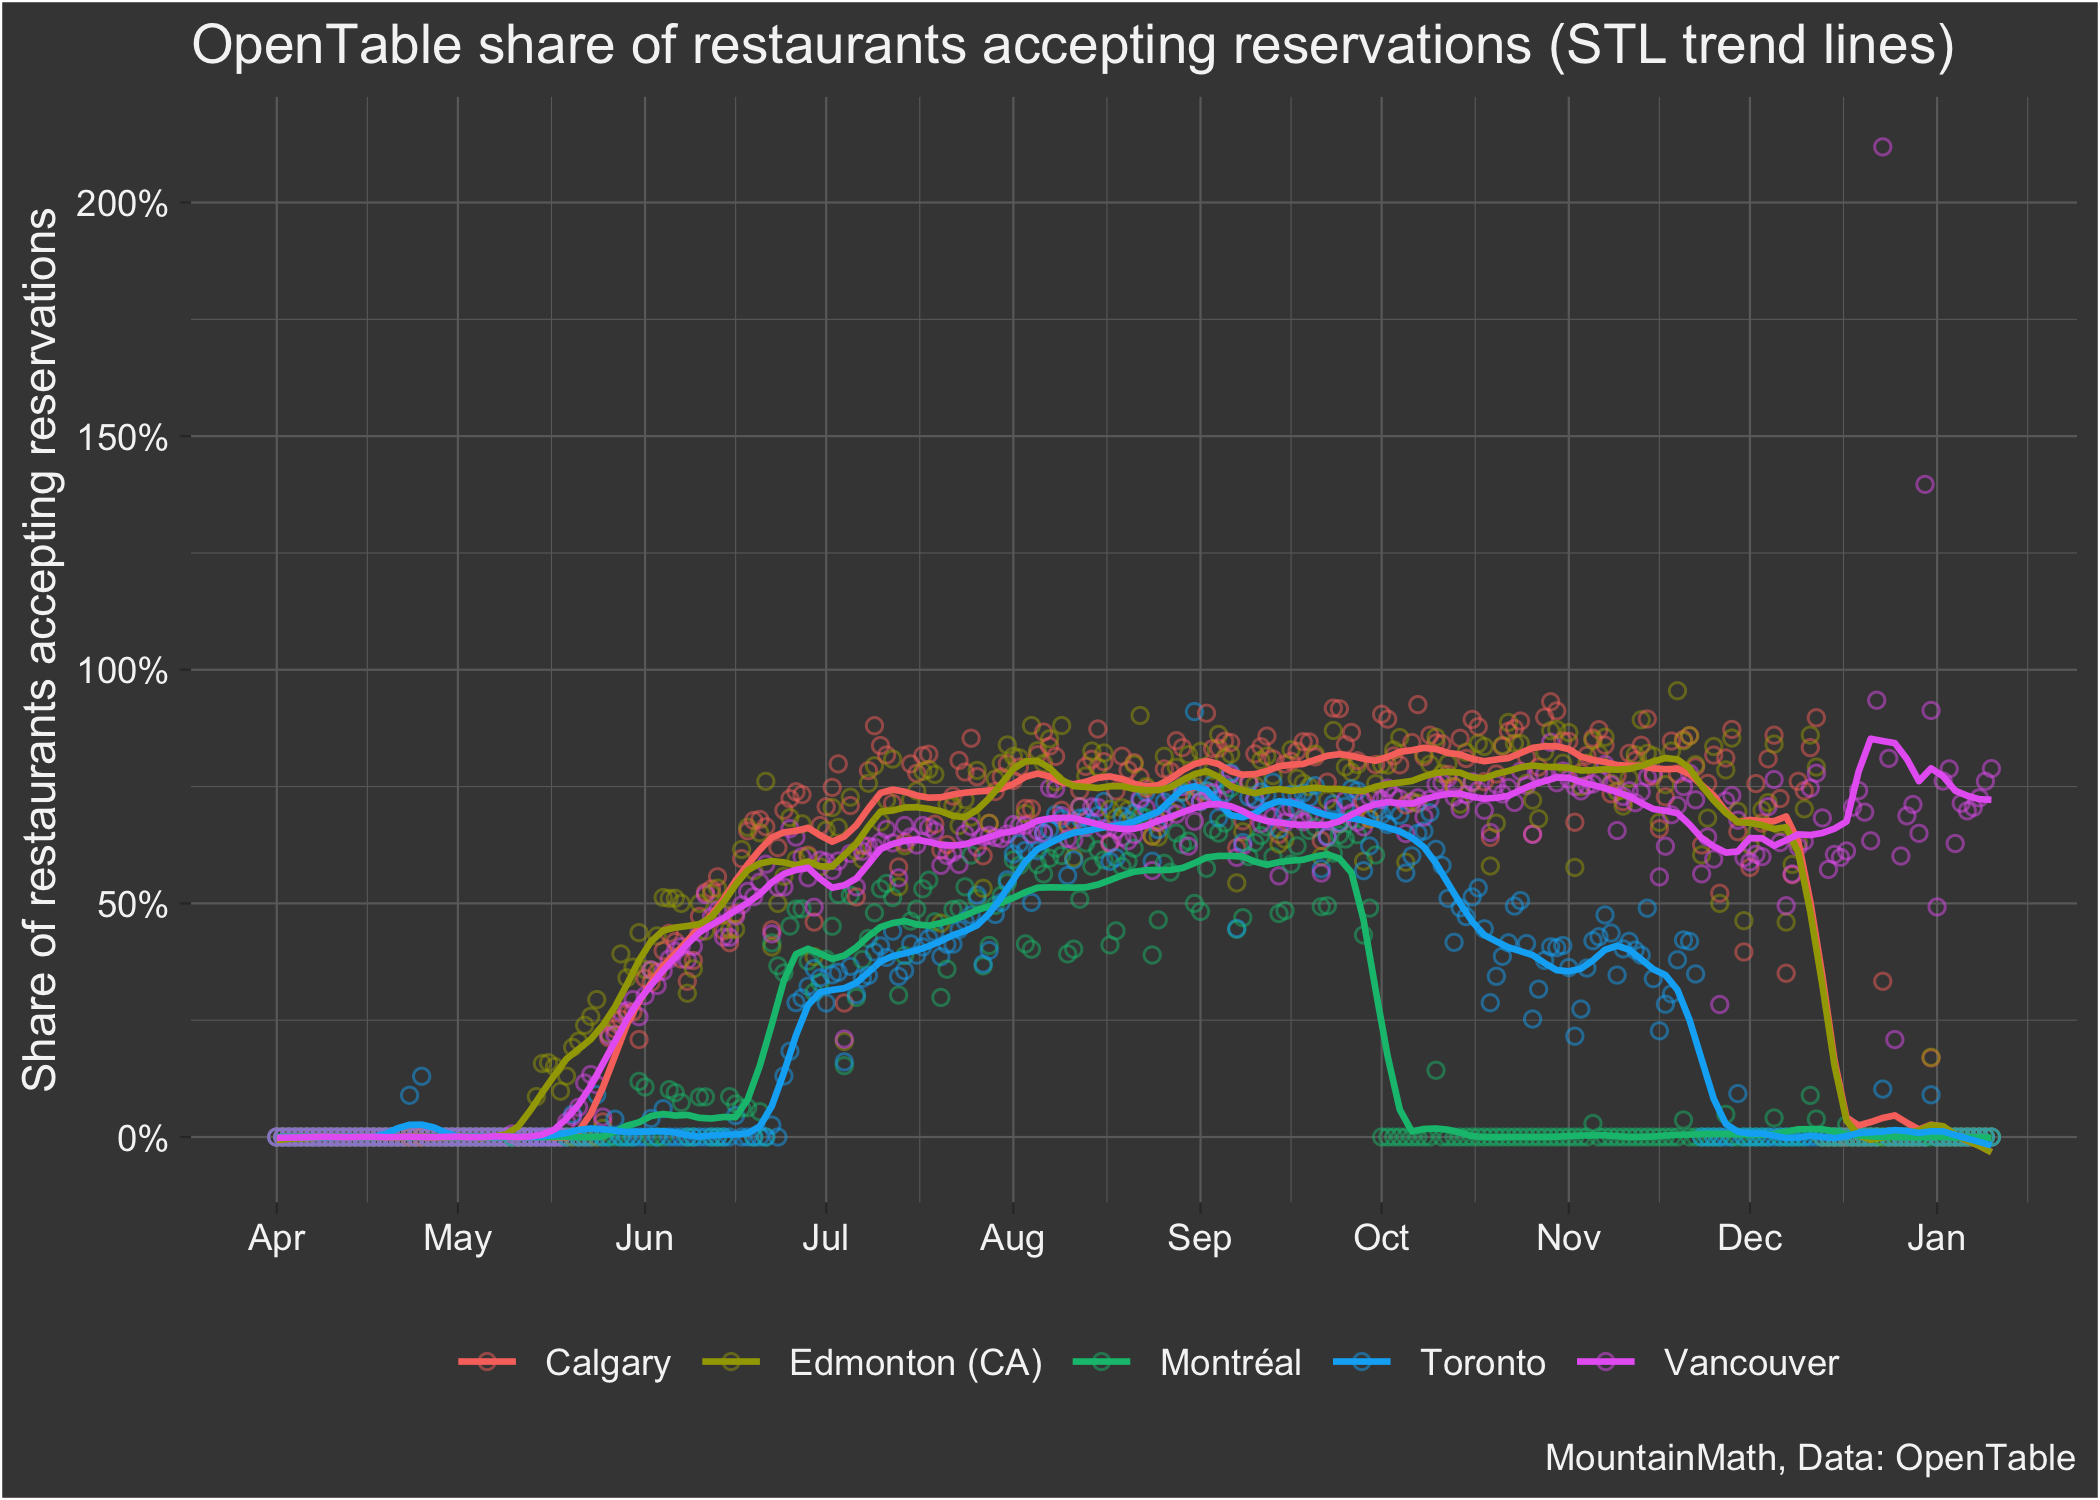 OpenTable share of restaurants accepting reservations (STL trend lines)
Share of restaurants accepting reservations
200%
150%
100%
50%
0%
Apr May Jun Jul Aug Sep Oct Nov Dec Jan
Calgary Edmonton (CA) Montréal Toronto Vancouver
MountainMath, Data: OpenTable